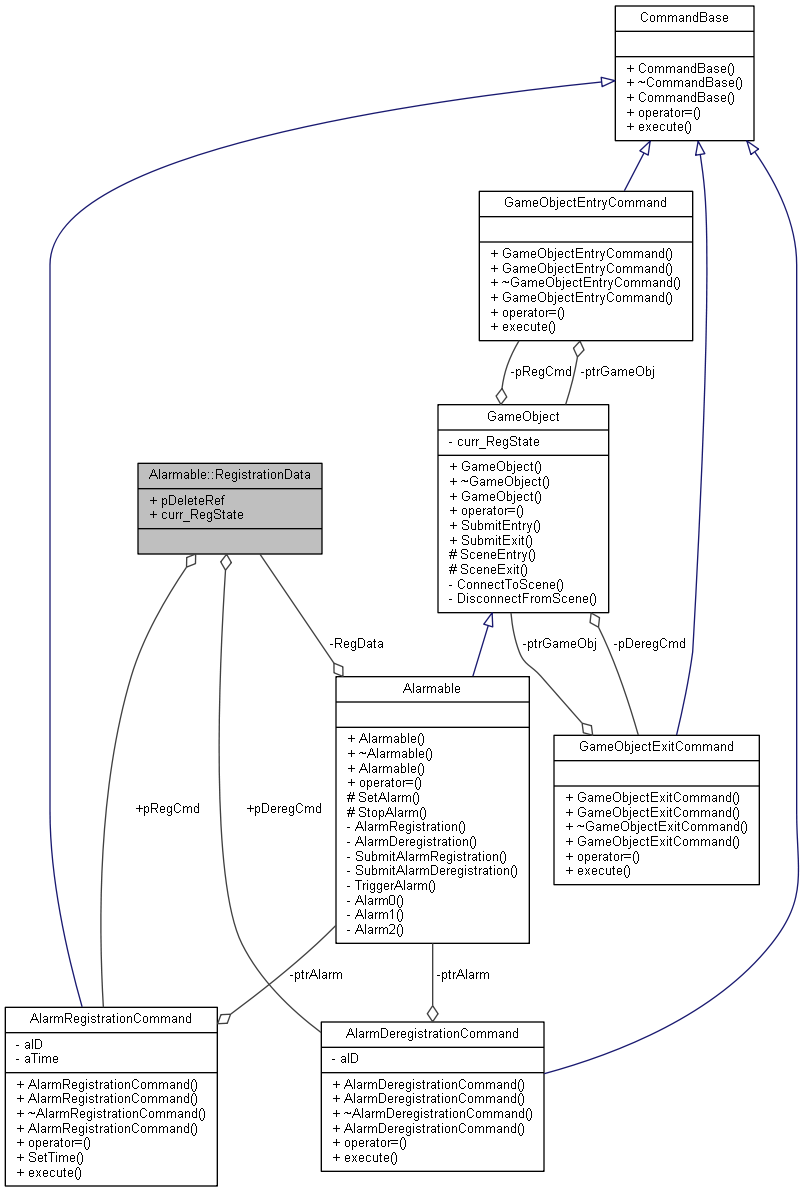 CommandBase
+ CommandBase()
+ ~CommandBase()
+ CommandBase()
+ operator=()
+ execute()
GameObjectEntryCommand
+ GameObjectEntryCommand()
+ GameObjectEntryCommand()
+ ~GameObjectEntryCommand()
+ GameObjectEntryCommand()
+ operator=()
+ execute()
-pRegCmd
-ptrGameObj
GameObject
- curr_RegState
+ GameObject()
+ ~GameObject()
+ GameObject()
+ operator=()
+ SubmitEntry()
+ SubmitExit()
# SceneEntry()
# SceneExit()
- ConnectToScene()
- DisconnectFromScene()
Alarmable::RegistrationData
+ pDeleteRef
+ curr_RegState
-RegData
-ptrGameObj
-pDeregCmd
Alarmable
+ Alarmable()
+ ~Alarmable()
+ Alarmable()
+ operator=()
# SetAlarm()
# StopAlarm()
- AlarmRegistration()
- AlarmDeregistration()
- SubmitAlarmRegistration()
- SubmitAlarmDeregistration()
- TriggerAlarm()
- Alarm0()
- Alarm1()
- Alarm2()
GameObjectExitCommand
+ GameObjectExitCommand()
+ GameObjectExitCommand()
+ ~GameObjectExitCommand()
+ GameObjectExitCommand()
+ operator=()
+ execute()
+pRegCmd
+pDeregCmd
-ptrAlarm
-ptrAlarm
AlarmRegistrationCommand
- aID
- aTime
+ AlarmRegistrationCommand()
+ AlarmRegistrationCommand()
+ ~AlarmRegistrationCommand()
+ AlarmRegistrationCommand()
+ operator=()
+ SetTime()
+ execute()
AlarmDeregistrationCommand
- aID
+ AlarmDeregistrationCommand()
+ AlarmDeregistrationCommand()
+ ~AlarmDeregistrationCommand()
+ AlarmDeregistrationCommand()
+ operator=()
+ execute()